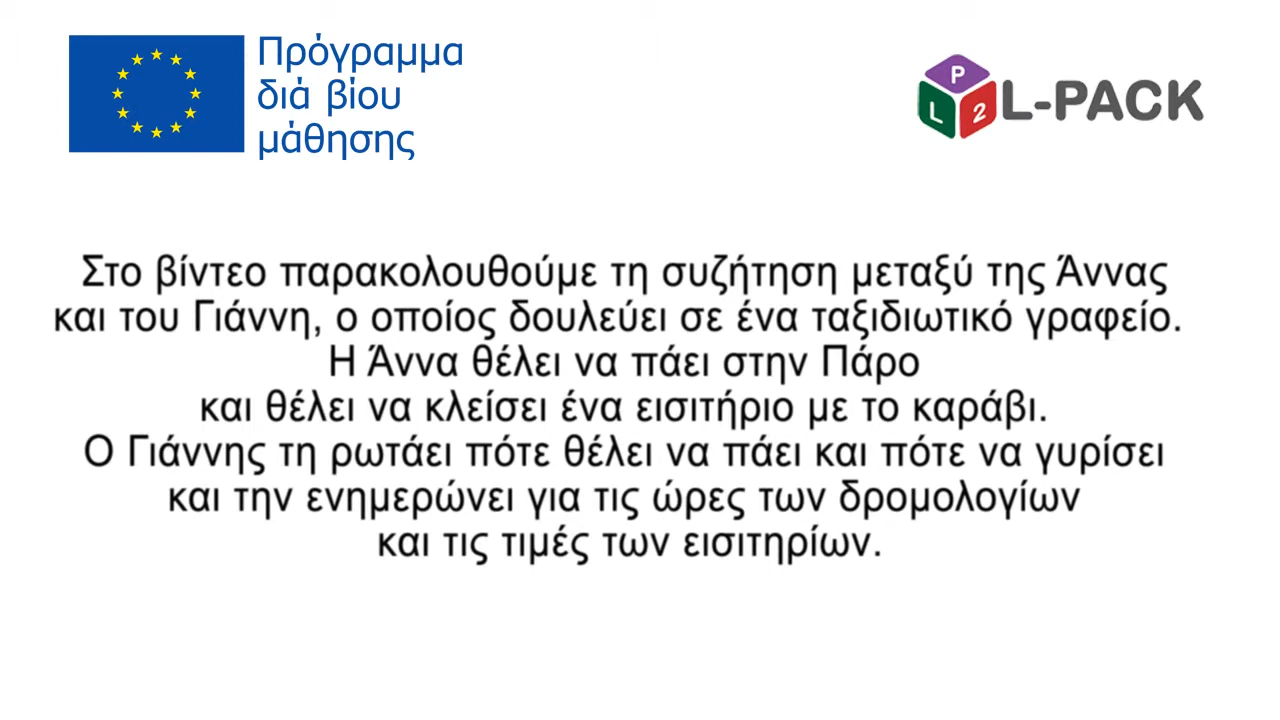 Πρόγραμμα
διά βίου
μάθησης
P
L
2
L-PACK
Στο βίντεο παρακολουθούμε τη συζήτηση μεταξύ της Άννας
και του Γιάννη, ο οποίος δουλεύει σε ένα ταξιδιωτικό γραφείο.
Η Άννα θέλει να πάει στην Πάρο
και θέλει να κλείσει ένα εισιτήριο με το καράβι.
Ο Γιάννης τη ρωτάει πότε θέλει να πάει και πότε να γυρίσει
και την ενημερώνει για τις ώρες των δρομολογίων
και τις τιμές των εισιτηρίων.